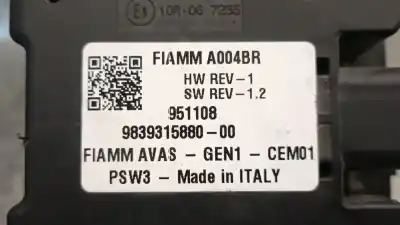 10R-06 7235
FIAMM A004BR
HW REV-1
SW REV-1.2
951108
9839315880-00
FIAMM AVAS - GEN1 - CEM01
PSW3 - Made in ITALY